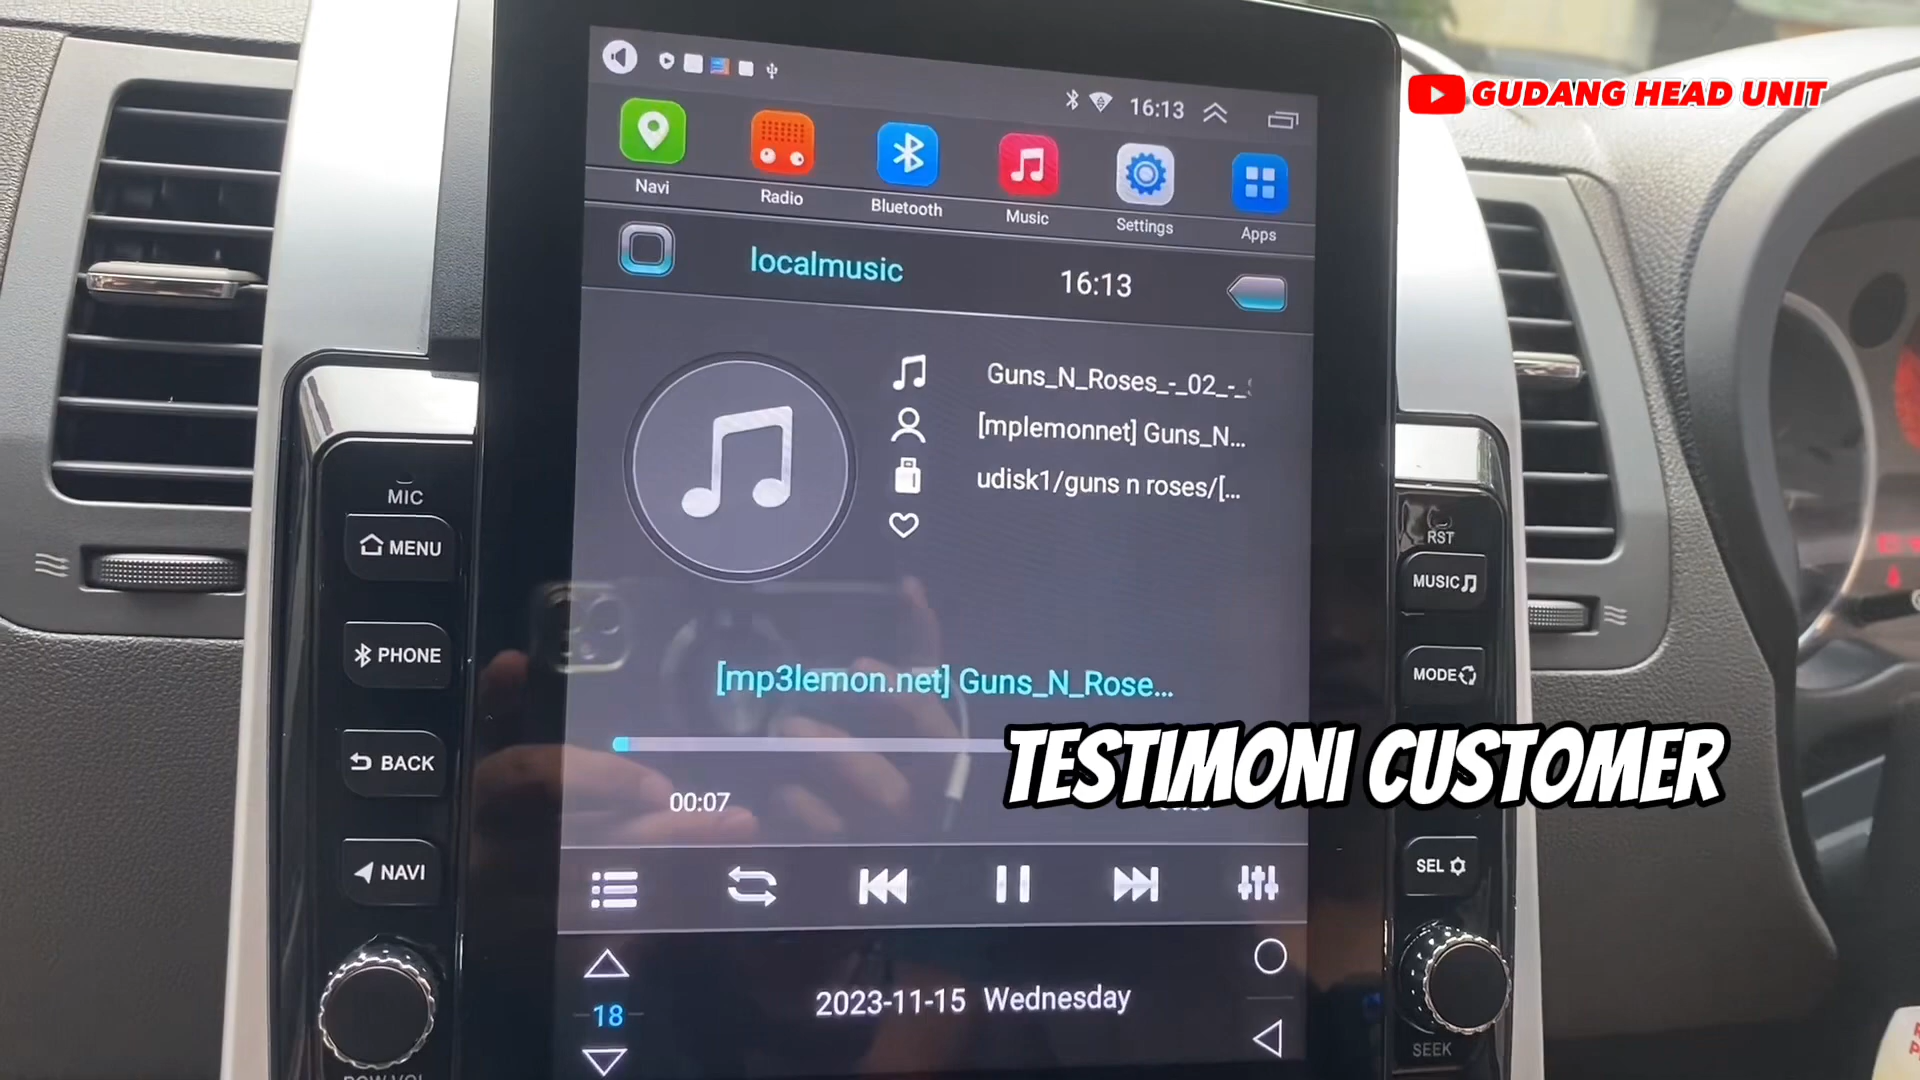 16:13
GUDANG HEAD UNIT
Navi
Radio
Bluetooth
Music
Settings
Apps
localmusic
16:13
Guns_N_Roses_-_02_-_
[mplemonnet] Guns_N...
udisk1/guns n roses/[...
MIC
MENU
PHONE
BACK
NAVI
RST
MUSIC
MODE
SEL
SEEK
[mp3lemon.net] Guns_N_Rose...
TESTIMONI CUSTOMER
00:07
18
2023-11-15 Wednesday